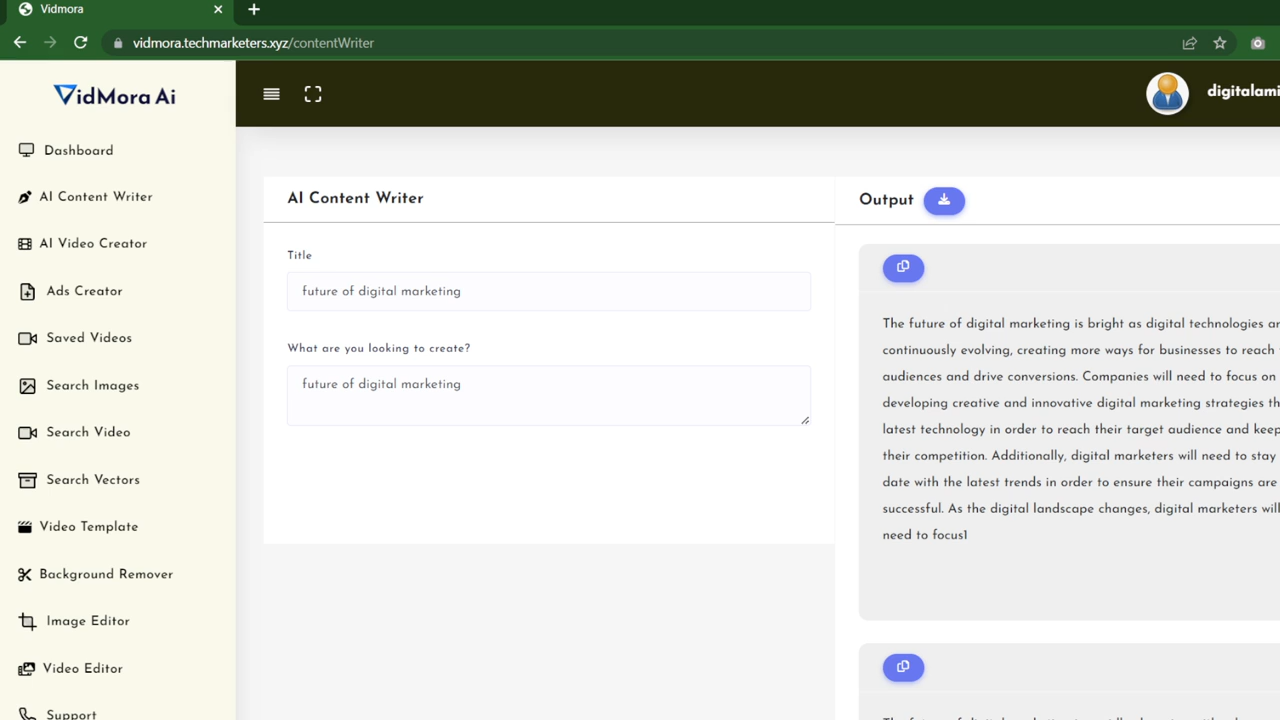 Vidmora
vidmora.techmarketers.xyz/contentWriter
VidMora Ai
digitalami
Dashboard
AI Content Writer
AI Video Creator
Ads Creator
Saved Videos
Search Images
Search Video
Search Vectors
Video Template
Background Remover
Image Editor
Video Editor
Support
AI Content Writer
Title
future of digital marketing
What are you looking to create?
future of digital marketing
Output
The future of digital marketing is bright as digital technologies ar
continuously evolving, creating more ways for businesses to reach
audiences and drive conversions. Companies will need to focus on
developing creative and innovative digital marketing strategies th
latest technology in order to reach their target audience and keep
their competition. Additionally, digital marketers will need to stay
date with the latest trends in order to ensure their campaigns are
successful. As the digital landscape changes, digital marketers will
need to focus1